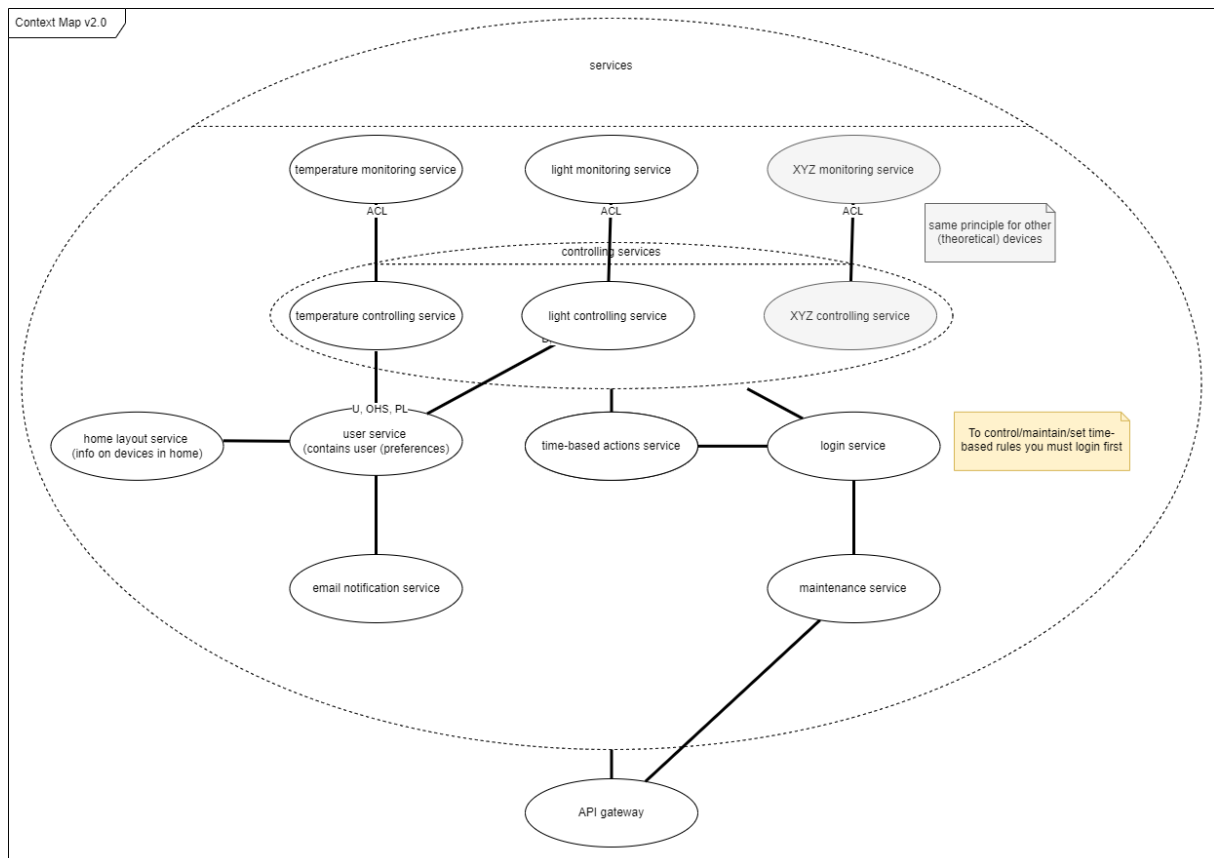 Context Map v2.0
services
temperature monitoring service
light monitoring service
XYZ monitoring service
ACL
ACL
ACL
same principle for other
(theoretical) devices
controlling services
temperature controlling service
light controlling service
XYZ controlling service
U, OHS, PL
home layout service
(info on devices in home)
user service
(contains user (preferences)
time-based actions service
login service
To control/maintain/set time-
based rules you must login first
email notification service
maintenance service
API gateway